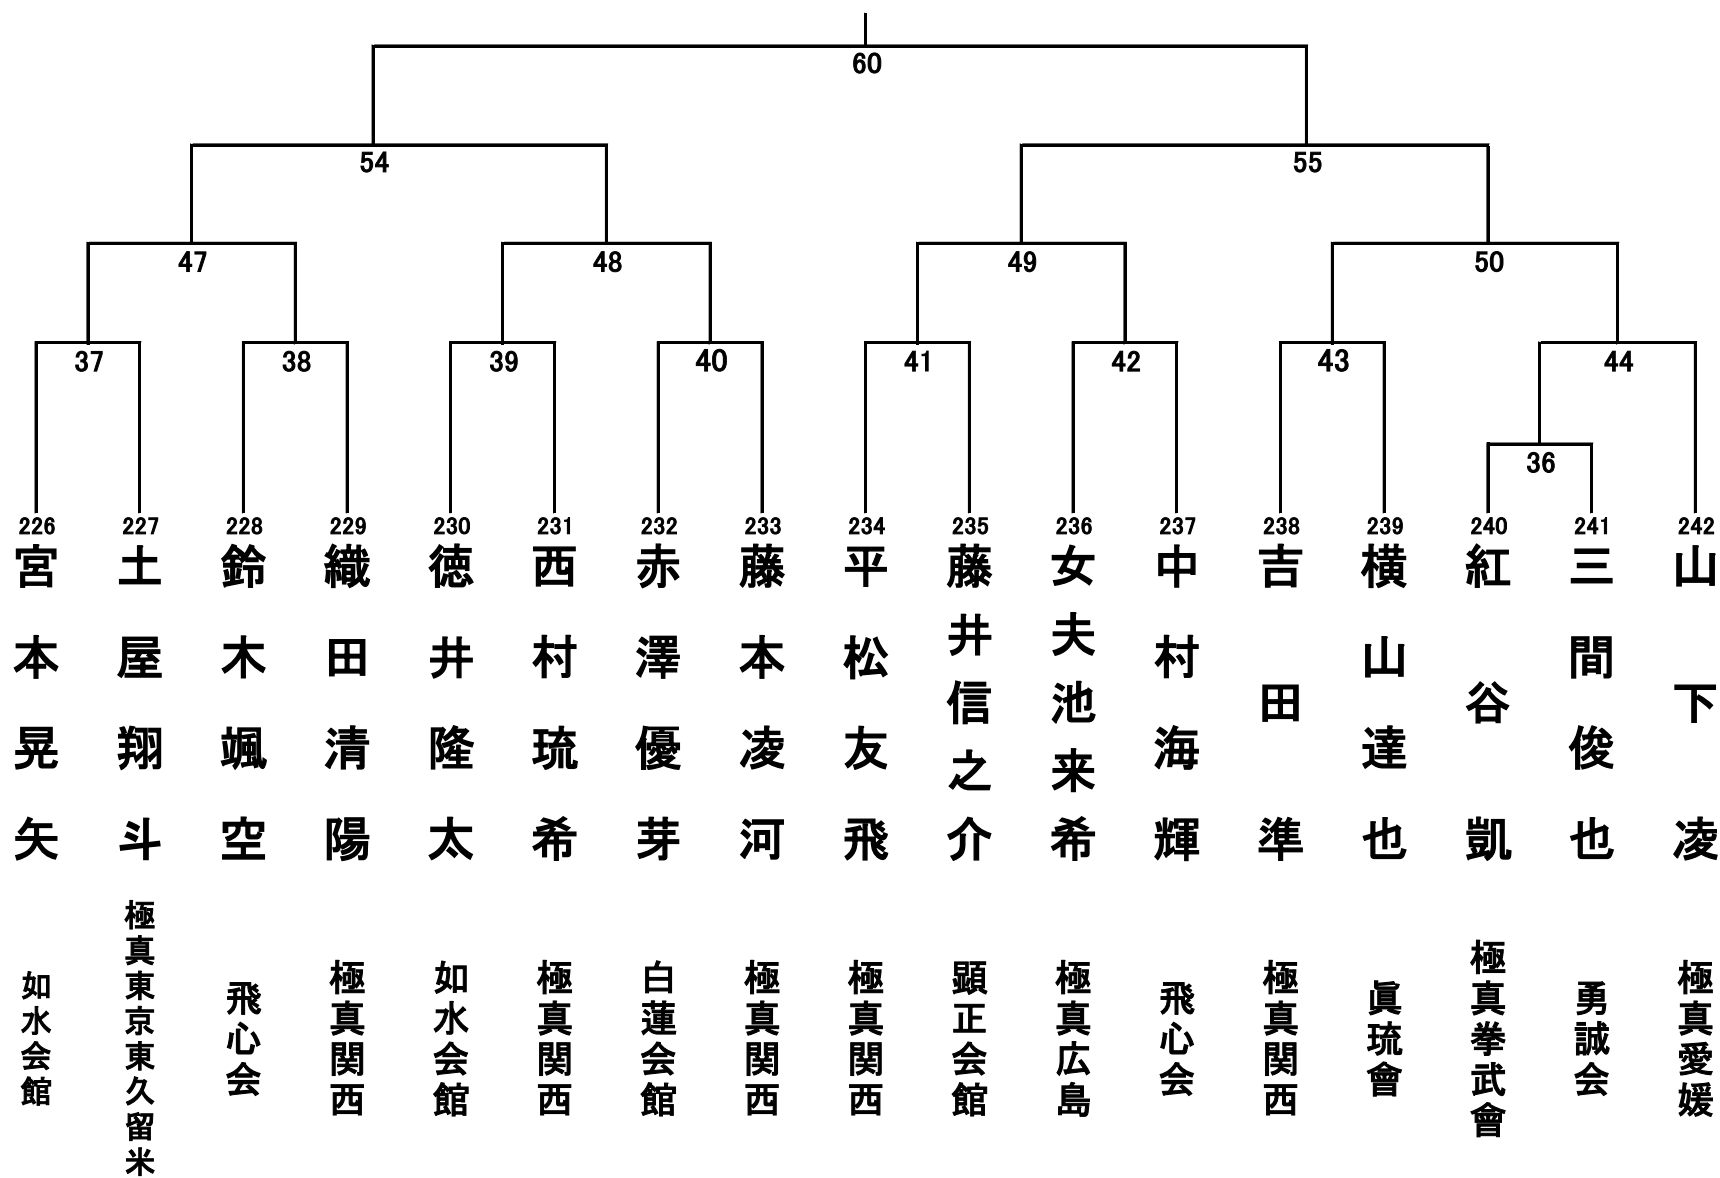 60
54
55
47
48
49
50
37
38
39
40
41
42
43
44
36
226
宮本晃矢
如水会館
227
土屋翔斗
極真東京東久留米
228
鈴木颯空
飛心会
229
織田清陽
極真関西
230
徳井隆太
如水会館
231
西村琉希
極真関西
232
赤澤優芽
白蓮会館
233
藤本凌河
極真関西
234
平松友飛
極真関西
235
藤井信之介
顕正会館
236
女夫池来希
極真広島
237
中村海輝
飛心会
238
吉田準
極真関西
239
横山達也
眞琉會
240
紅谷凱
極真拳武會
241
三間俊也
勇誠会
242
山下凌
極真愛媛